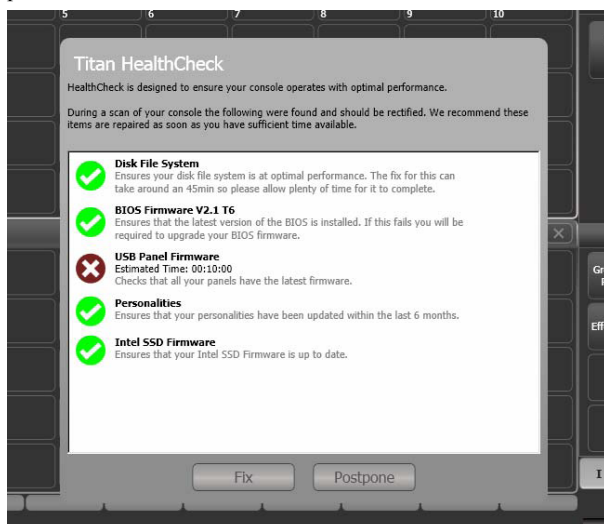 5 6 7 8 9 10
Titan HealthCheck
HealthCheck is designed to ensure your console operates with optimal performance.
During a scan of your console the following were found and should be rectified. We recommend these
items are repaired as soon as you have sufficient time available.
Disk File System
Ensures your disk file system is at optimal performance. The fix for this can
take around an 45min so please allow plenty of time for it to complete.
BIOS Firmware V2.1 T6
Ensures that the latest version of the BIOS is installed. If this fails you will be
required to upgrade your BIOS firmware.
USB Panel Firmware
Estimated Time: 00:10:00
Checks that all your panels have the latest firmware.
Personalities
Ensures that your personalities have been updated within the last 6 months.
Intel SSD Firmware
Ensures that your Intel SSD Firmware is up to date.
Fix Postpone